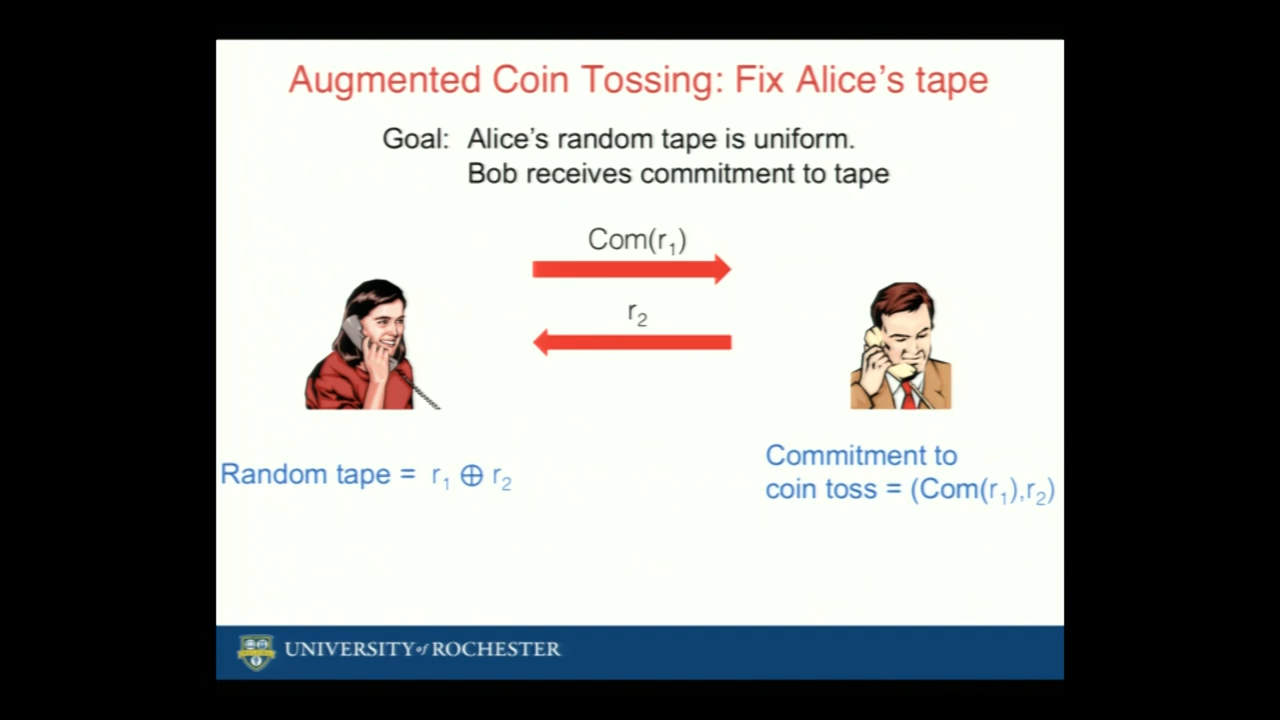 Augmented Coin Tossing: Fix Alice's tape
Goal: Alice's random tape is uniform.
Bob receives commitment to tape
Com(r₁)
r₂
Random tape = r₁ ⊕ r₂
Commitment to
coin toss = (Com(r₁),r₂)
UNIVERSITY of ROCHESTER